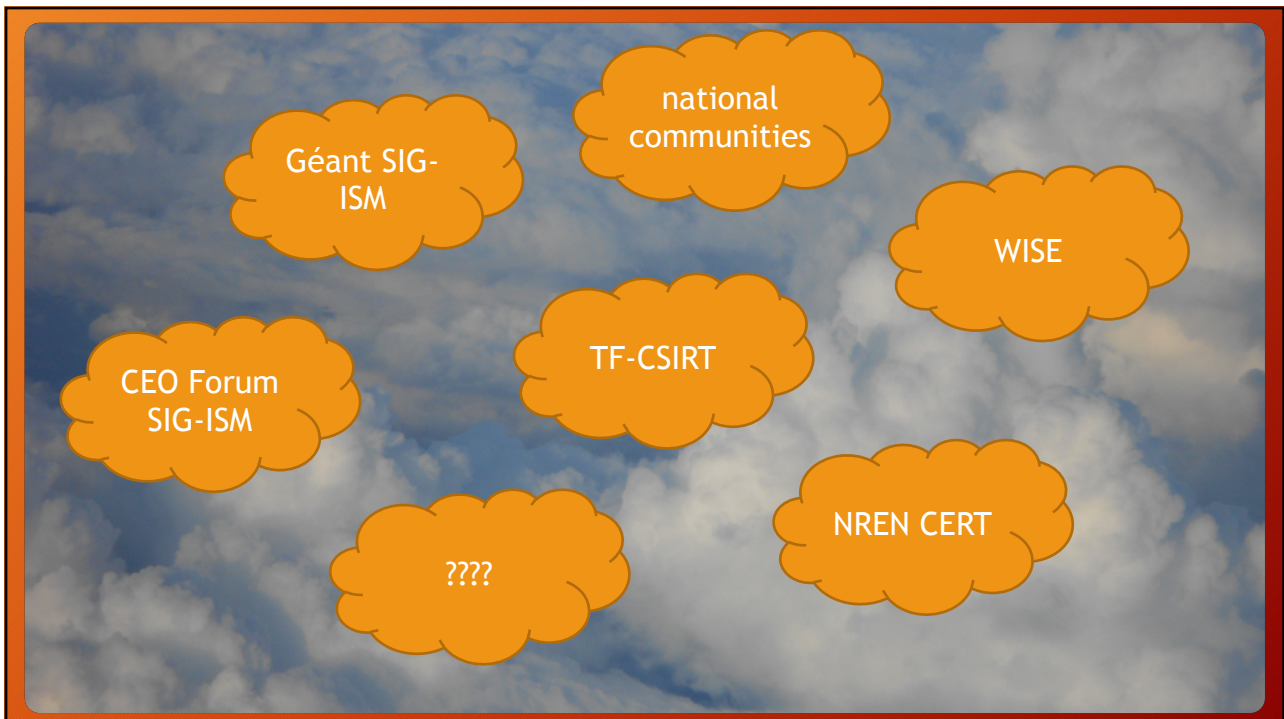 national
communities
Géant SIG-
ISM
WISE
TF-CSIRT
CEO Forum
SIG-ISM
NREN CERT
????